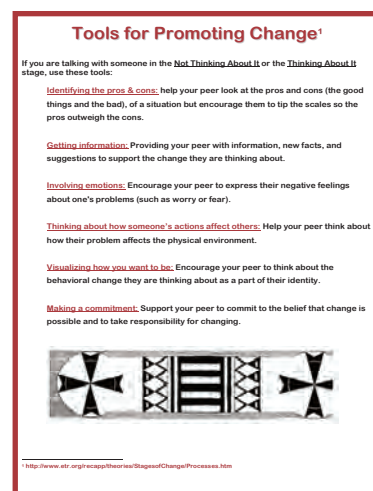 Tools for Promoting Change¹
If you are talking with someone in the Not Thinking About It or the Thinking About It
stage, use these tools:
Identifying the pros & cons: help your peer look at the pros and cons (the good
things and the bad), of a situation but encourage them to tip the scales so the
pros outweigh the cons.
Getting information: Providing your peer with information, new facts, and
suggestions to support the change they are thinking about.
Involving emotions: Encourage your peer to express their negative feelings
about one's problems (such as worry or fear).
Thinking about how someone's actions affect others: Help your peer think about
how their problem affects the physical environment.
Visualizing how you want to be: Encourage your peer to think about the
behavioral change they are thinking about as a part of their identity.
Making a commitment: Support your peer to commit to the belief that change is
possible and to take responsibility for changing.
¹ http://www.etr.org/recapp/theories/StagesofChange/Processes.htm